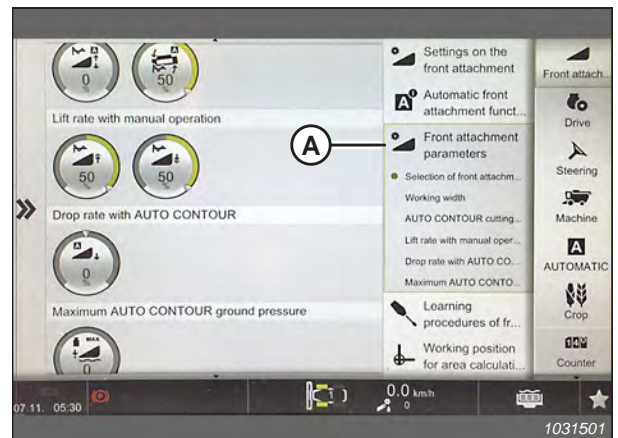 0
%
50
%
Lift rate with manual operation
50
%
50
%
Drop rate with AUTO CONTOUR
0
%
Maximum AUTO CONTOUR ground pressure
MAX
0
Settings on the
front attachment
Automatic front
attachment funct...
A
Front attachment
parameters
Selection of front attachm...
Working width
AUTO CONTOUR cutting...
Lift rate with manual oper...
Drop rate with AUTO CO...
Maximum AUTO CONTO...
Learning
procedures of fr...
Working position
for area calculati...
Front attach...
Drive
Steering
Machine
A
AUTOMATIC
Crop
Counter
07.11. 05:30
(P)
1
0.0 km/h
0
1031501